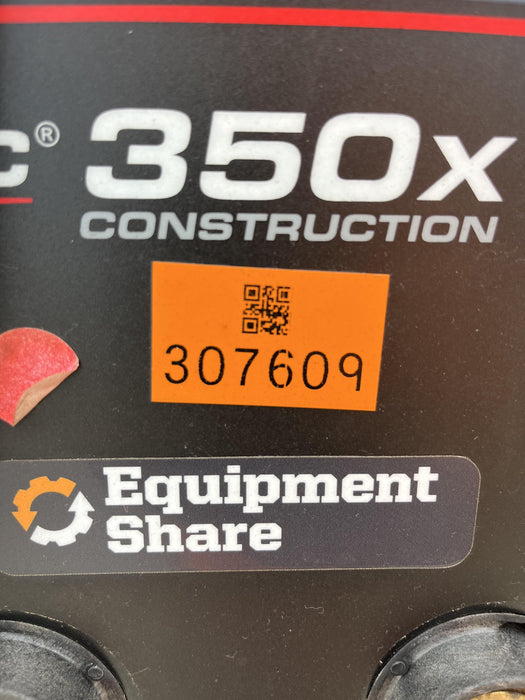 C® 350X
CONSTRUCTION
307609
Equipment
Share